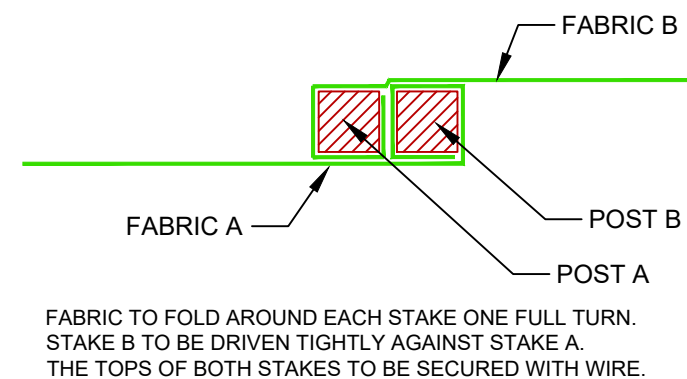 FABRIC B
FABRIC A
POST B
POST A
FABRIC TO FOLD AROUND EACH STAKE ONE FULL TURN.
STAKE B TO BE DRIVEN TIGHTLY AGAINST STAKE A.
THE TOPS OF BOTH STAKES TO BE SECURED WITH WIRE.